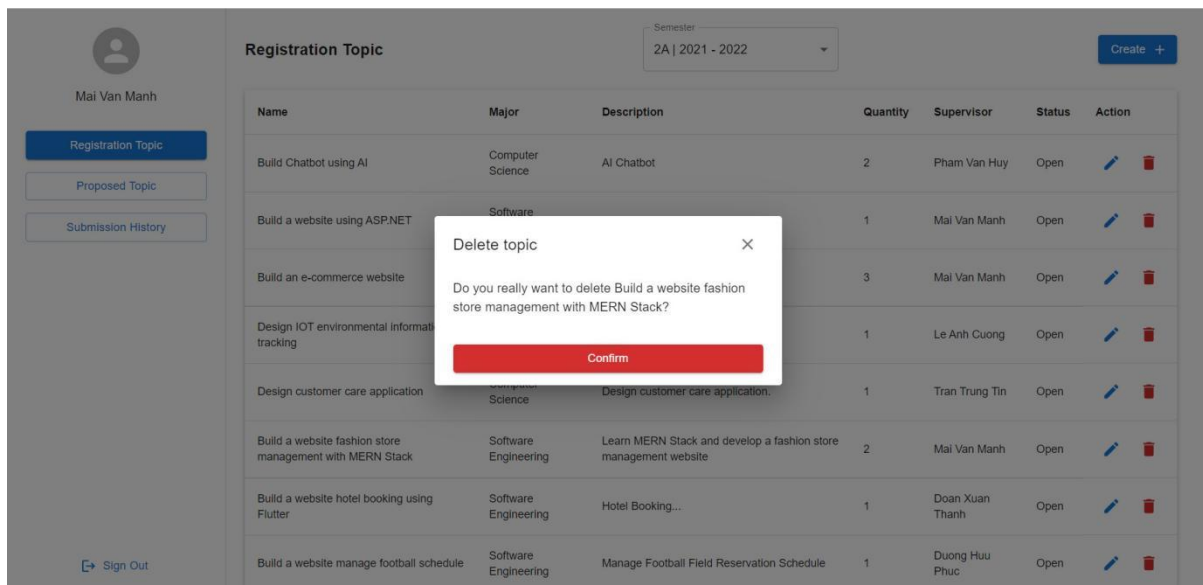 Mai Van Manh
Registration Topic
Proposed Topic
Submission History
Sign Out
Registration Topic
Semester
2A | 2021 - 2022
Create +
Name Major Description Quantity Supervisor Status Action
Build Chatbot using AI Computer Science AI Chatbot 2 Pham Van Huy Open
Build a website using ASP.NET Software 1 Mai Van Manh Open
Build an e-commerce website 3 Mai Van Manh Open
Design IOT environmental
tracking 1 Le Anh Cuong Open
Design customer care application Computer Science Design customer care application. 1 Tran Trung Tin Open
Build a website fashion store Software Learn MERN Stack and develop a fashion store
management with MERN Stack Engineering management website 2 Mai Van Manh Open
Build a website hotel booking using Software Doan Xuan
Flutter Engineering Hotel Booking... 1 Thanh Open
Build a website manage football schedule Software Engineering Manage Football Field Reservation Schedule 1 Duong Huu Phuc Open
Delete topic
Do you really want to delete Build a website fashion
store management with MERN Stack?
Confirm